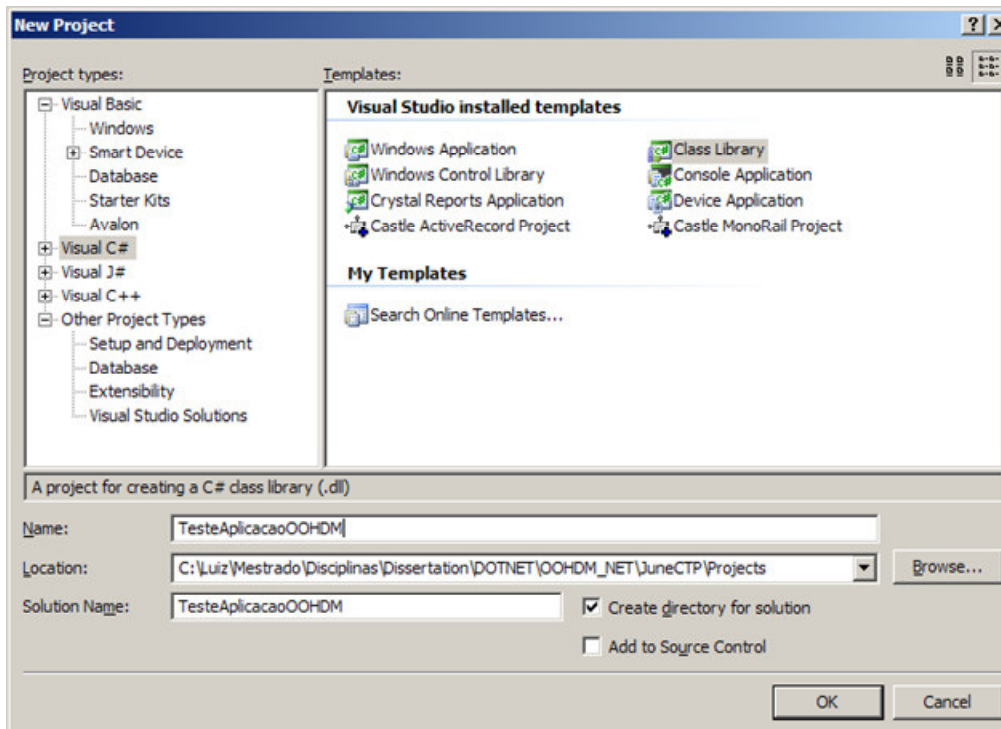 New Project
Project types:
Templates:
Visual Basic
Windows
Smart Device
Database
Starter Kits
Avalon
Visual C#
Visual J#
Visual C++
Other Project Types
Setup and Deployment
Database
Extensibility
Visual Studio Solutions
Visual Studio installed templates
Windows Application
Class Library
Windows Control Library
Console Application
Crystal Reports Application
Device Application
Castle ActiveRecord Project
Castle MonoRail Project
My Templates
Search Online Templates...
A project for creating a C# class library (.dll)
Name:
TesteAplicacaoOOHDM
Location:
C:\Luiz\Mestrado\Disciplinas\Dissertation\DOTNET\OOHDM_NET\JuneCTP\Projects
Browse...
Solution Name:
TesteAplicacaoOOHDM
Create directory for solution
Add to Source Control
OK
Cancel